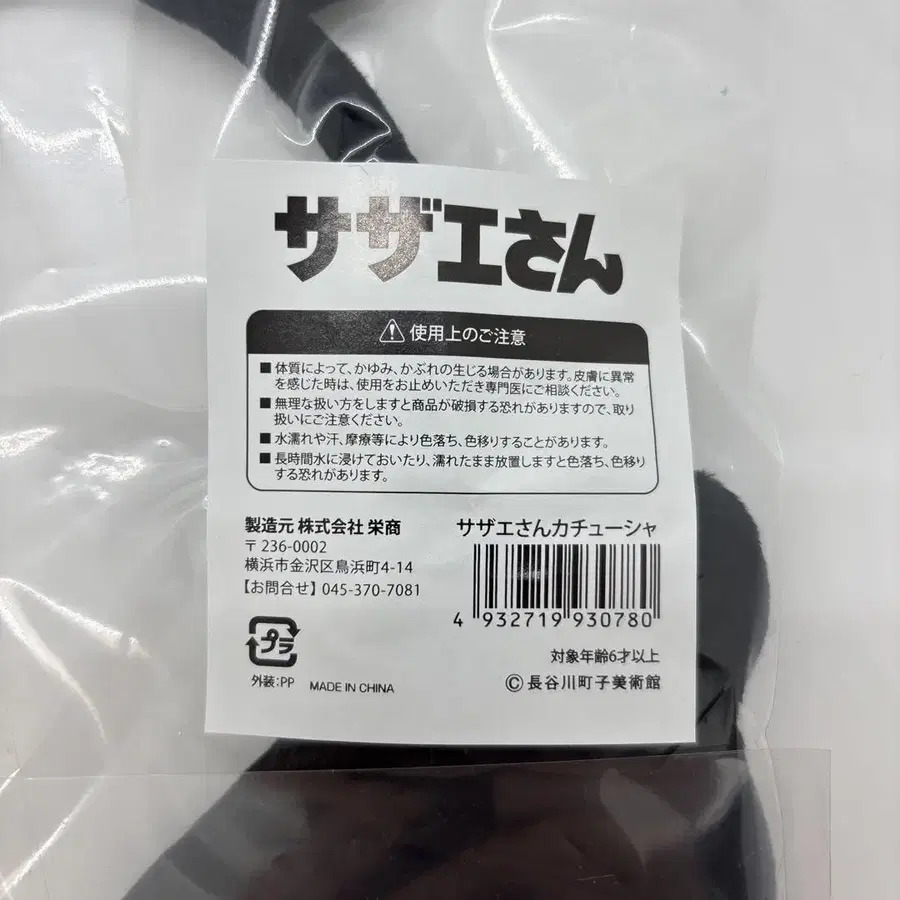 サザエさん
⚠ 使用上のご注意
■ 体質によって、かゆみ、かぶれの生じる場合があります。皮膚に異常
を感じた時は、使用をお止めいただき専門医にご相談ください。
■ 無理な扱い方をしますと商品が破損する恐れがありますので、取り
扱いにご注意ください。
■ 水濡れや汗、摩療等により色落ち、色移りすることがあります。
■ 長時間水に浸けておいたり、濡れたまま放置しますと色落ち、色移り
する恐れがあります。
製造元 株式会社 栄商
〒236-0002
横浜市金沢区鳥浜町4-14
【お問合せ】045-370-7081
プラ
外装:PP MADE IN CHINA
サザエさんカチューシャ
4 932719 930780
対象年齢6才以上
©長谷川町子美術館